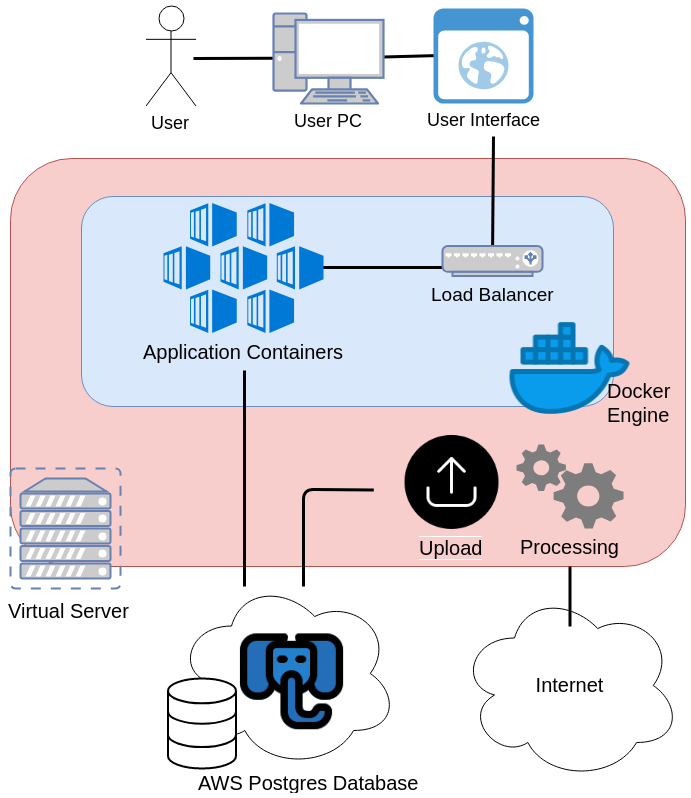 User
User PC
User Interface
Load Balancer
Application Containers
Docker
Engine
Upload
Processing
Virtual Server
Internet
AWS Postgres Database